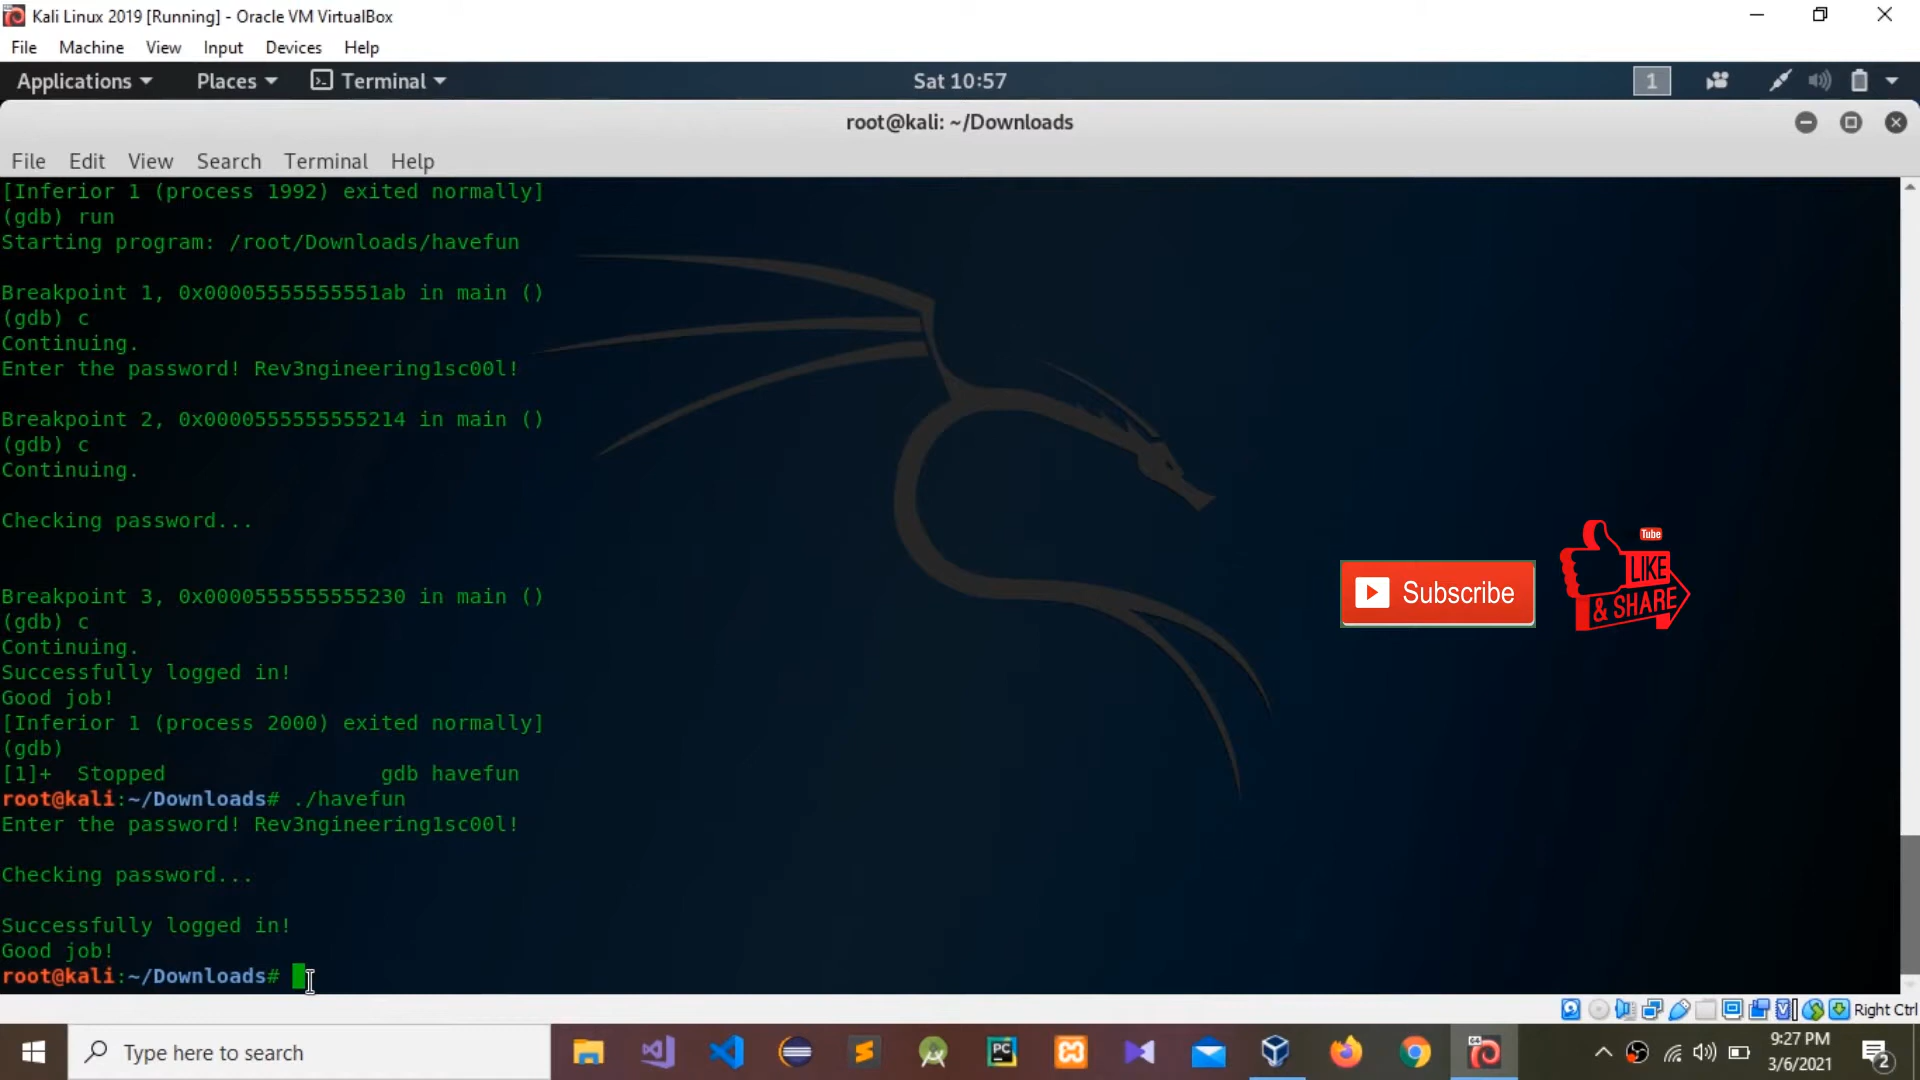 Kali Linux 2019 [Running] - Oracle VM VirtualBox
File Machine View Input Devices Help
Applications Places Terminal Sat 10:57 1
root@kali: ~/Downloads
File Edit View Search Terminal Help
[Inferior 1 (process 1992) exited normally]
(gdb) run
Starting program: /root/Downloads/havefun
Breakpoint 1, 0x00005555555551ab in main ()
(gdb) c
Continuing.
Enter the password! Rev3ngineering1sc00l!
Breakpoint 2, 0x0000555555555214 in main ()
(gdb) c
Continuing.
Checking password...
Breakpoint 3, 0x0000555555555230 in main ()
(gdb) c
Continuing.
Successfully logged in!
Good job!
[Inferior 1 (process 2000) exited normally]
(gdb)
[1]+  Stopped                 gdb havefun
root@kali:~/Downloads# ./havefun
Enter the password! Rev3ngineering1sc00l!
Checking password...
Successfully logged in!
Good job!
root@kali:~/Downloads#
Subscribe
Tube
LIKE
& SHARE
Right Ctrl
Type here to search
PC
64
9:27 PM
3/6/2021
2